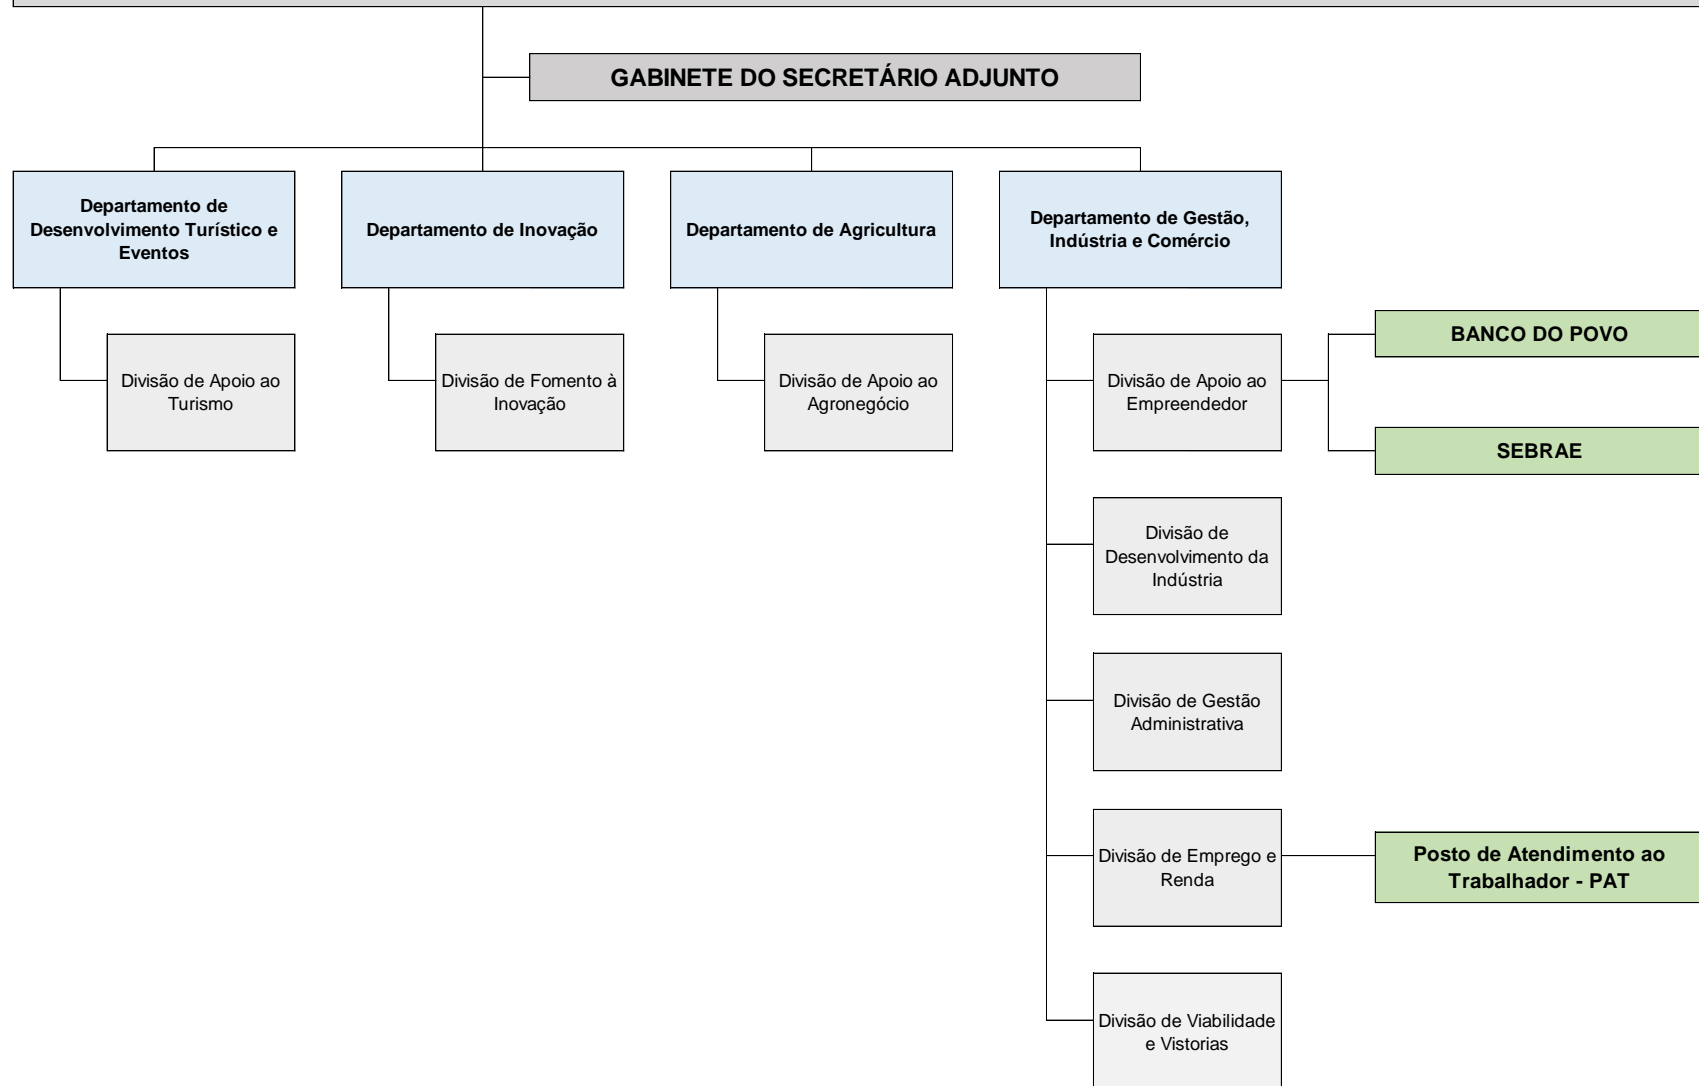 GABINETE DO SECRETÁRIO ADJUNTO
Departamento de
Desenvolvimento Turístico e
Eventos
Departamento de Inovação
Departamento de Agricultura
Departamento de Gestão,
Indústria e Comércio
Divisão de Apoio ao
Turismo
Divisão de Fomento à
Inovação
Divisão de Apoio ao
Agronegócio
Divisão de Apoio ao
Empreendedor
BANCO DO POVO
SEBRAE
Divisão de
Desenvolvimento da
Indústria
Divisão de Gestão
Administrativa
Divisão de Emprego e
Renda
Posto de Atendimento ao
Trabalhador - PAT
Divisão de Viabilidade
e Vistorias